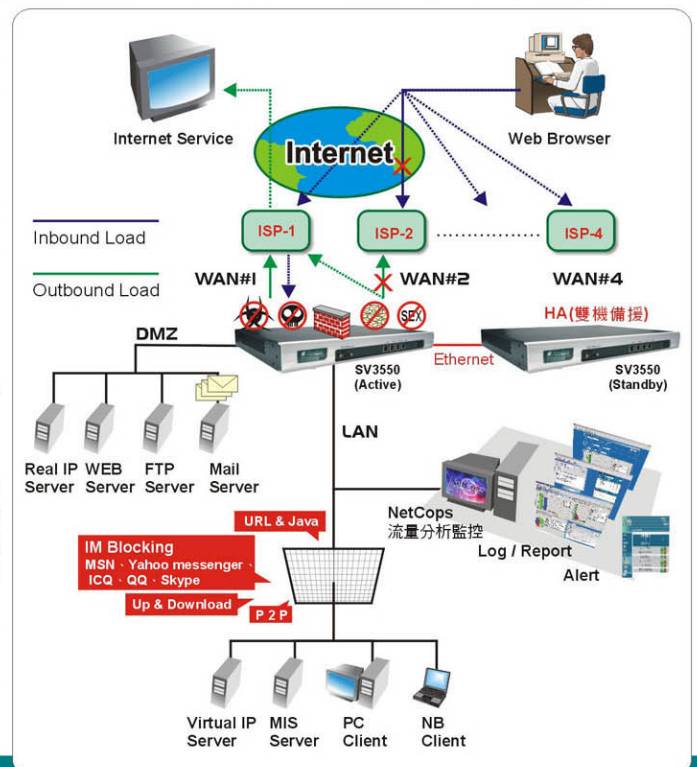 Internet Service
Web Browser
Internet
Inbound Load
ISP-1
ISP-2
ISP-4
Outbound Load
WAN#1
WAN#2
WAN#4
SEX
HA(雙機備援)
DMZ
Ethernet
SV3550
(Active)
SV3550
(Standby)
LAN
Real IP
Server
WEB
Server
FTP
Server
Mail
Server
NetCops
流量分析監控
Log / Report
Alert
URL & Java
IM Blocking
MSN、Yahoo messenger、
ICQ、QQ、Skype
Up & Download
P 2 P
Virtual IP
Server
MIS
Server
PC
Client
NB
Client